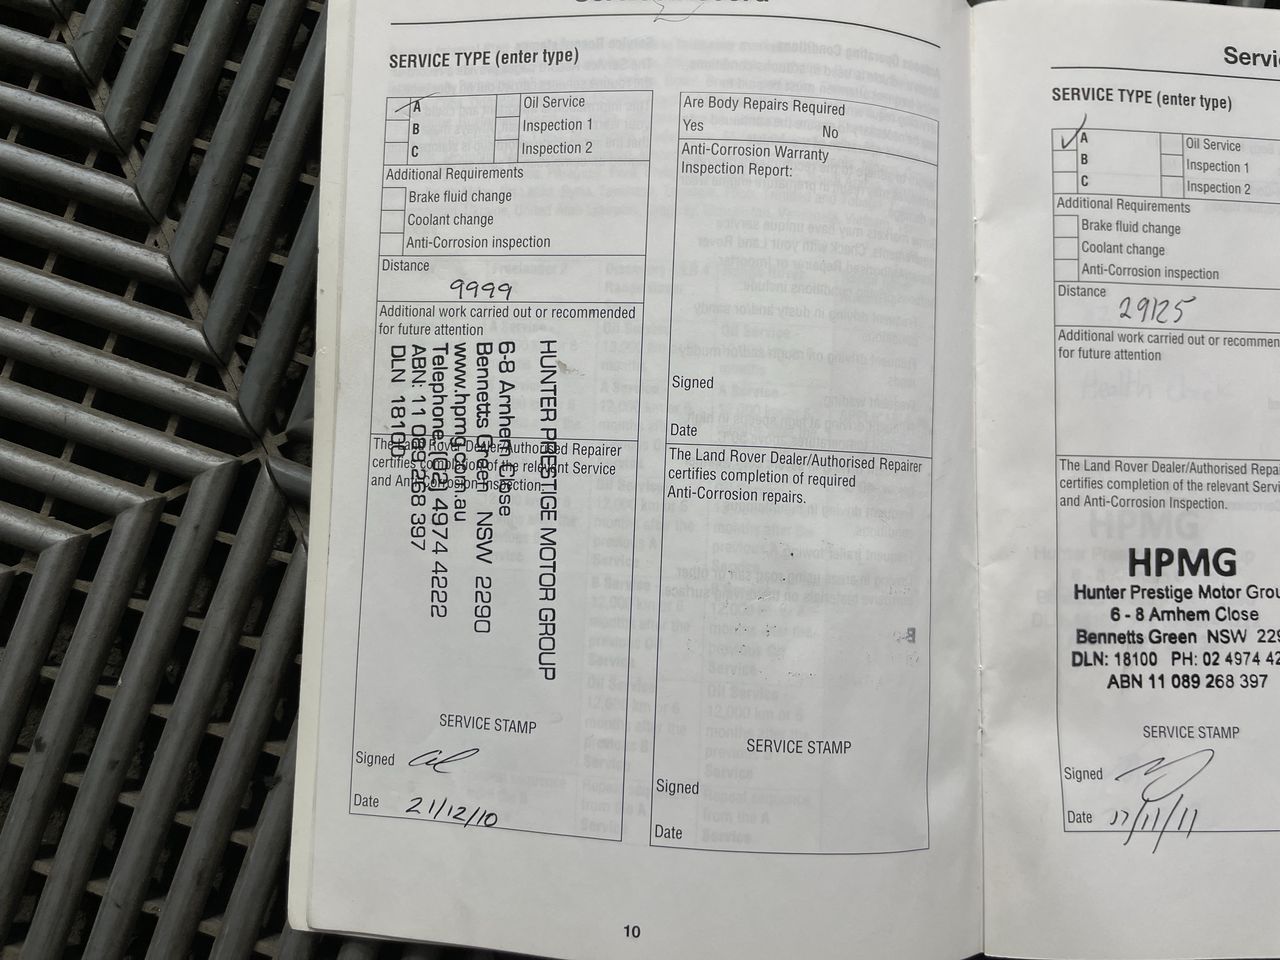 SERVICE TYPE (enter type)
A
B
C
Oil Service
Inspection 1
Inspection 2
Additional Requirements
Brake fluid change
Coolant change
Anti-Corrosion inspection
Distance
9999
Additional work carried out or recommended
for future attention
HUNTER PRESTIGE MOTOR GROUP
6-8 Arnhem Close
Bennetts Green NSW 2290
www.hpmg.com.au
Telephone: (02) 4974 4222
ABN: 11 089 268 397
DLN 18100
The Land Rover Dealer/Authorised Repairer
certifies completion of the relevant Service
and Anti-Corrosion Inspection.
SERVICE STAMP
Signed
Date 21/12/10
Are Body Repairs Required
Yes No
Anti-Corrosion Warranty
Inspection Report:
Signed
Date
The Land Rover Dealer/Authorised Repairer
certifies completion of required
Anti-Corrosion repairs.
SERVICE STAMP
Signed
Date
10
Servi
SERVICE TYPE (enter type)
A
B
C
Oil Service
Inspection 1
Inspection 2
Additional Requirements
Brake fluid change
Coolant change
Anti-Corrosion inspection
Distance
29125
Additional work carried out or recommen
for future attention
The Land Rover Dealer/Authorised Repai
certifies completion of the relevant Servi
and Anti-Corrosion Inspection.
HPMG
Hunter Prestige Motor Grou
6 - 8 Arnhem Close
Bennetts Green NSW 229
DLN: 18100 PH: 02 4974 42
ABN 11 089 268 397
SERVICE STAMP
Signed
Date 17/11/11